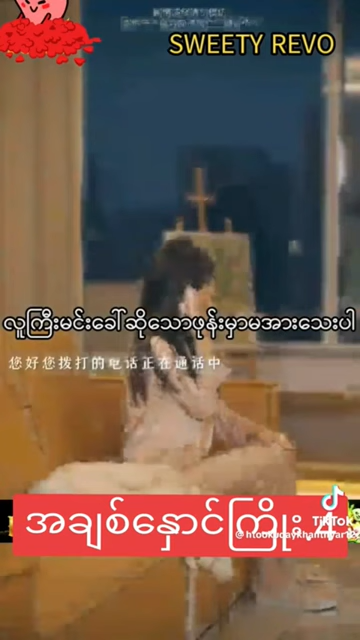 SWEETY REVO
လူကြီးမင်းခေါ်ဆိုသောဖုန်းမှာမအားသေးပါ
您好您拨打的电话正在通话中
အချစ်နှောင်ကြိုး
TikTok